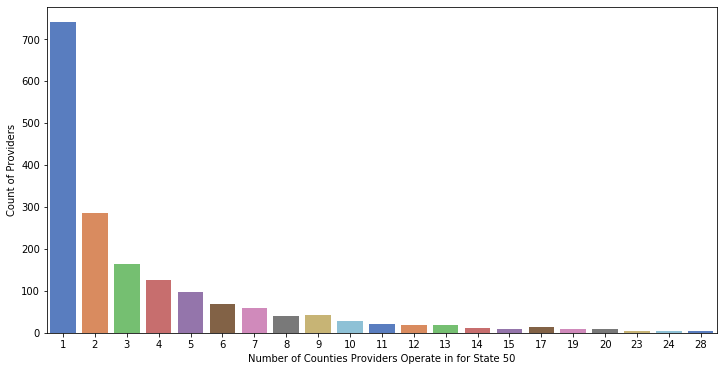 700
600
500
400
300
200
100
0
Count of Providers
1 2 3 4 5 6 7 8 9 10 11 12 13 14 15 17 19 20 23 24 28
Number of Counties Providers Operate in for State 50